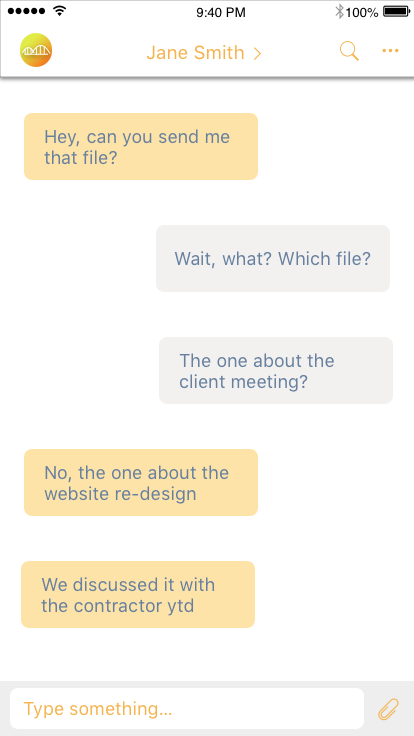 9:40 PM
100%
Jane Smith
Hey, can you send me
that file?
Wait, what? Which file?
The one about the
client meeting?
No, the one about the
website re-design
We discussed it with
the contractor ytd
Type something...